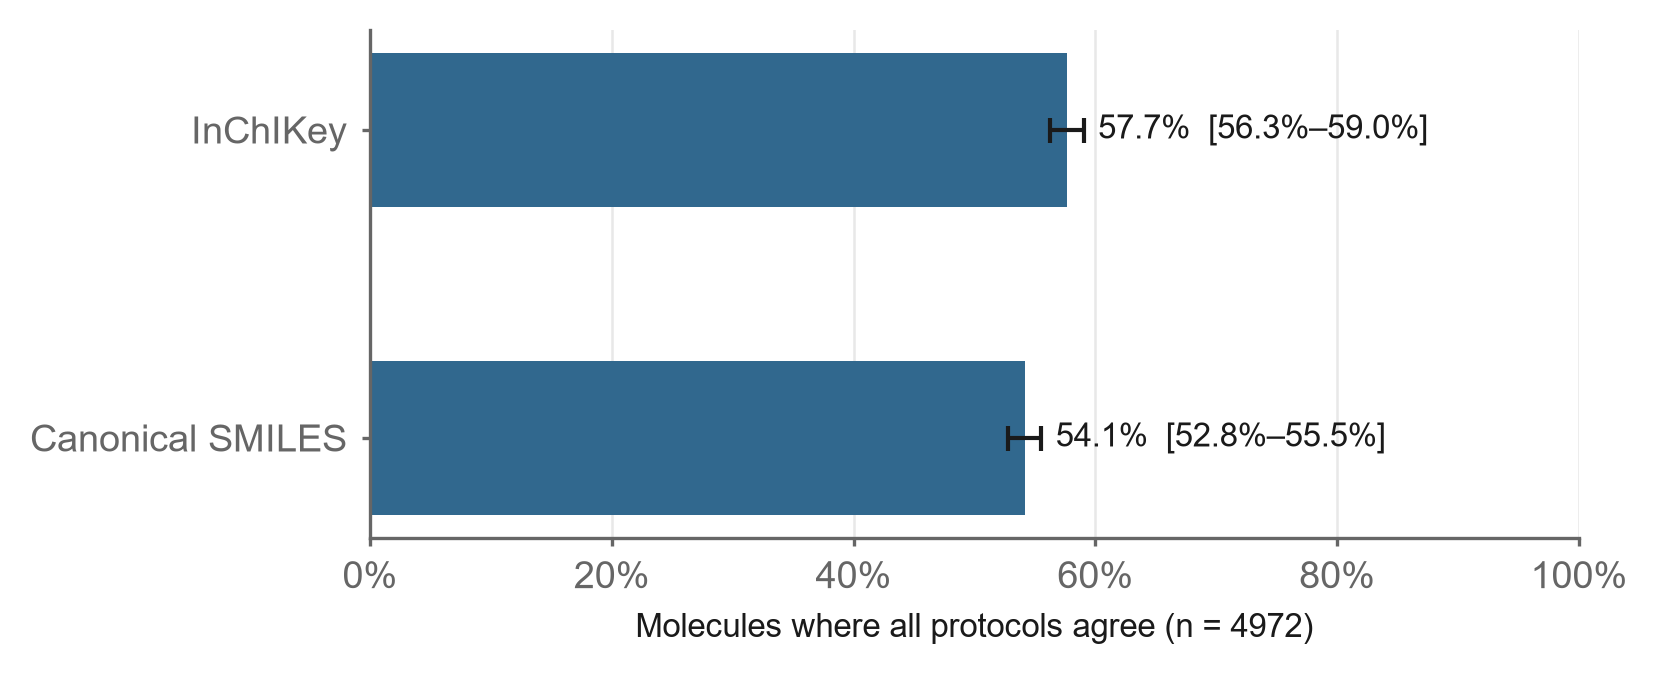 InChIKey
57.7% [56.3%–59.0%]
Canonical SMILES
54.1% [52.8%–55.5%]
0% 20% 40% 60% 80% 100%
Molecules where all protocols agree (n = 4972)